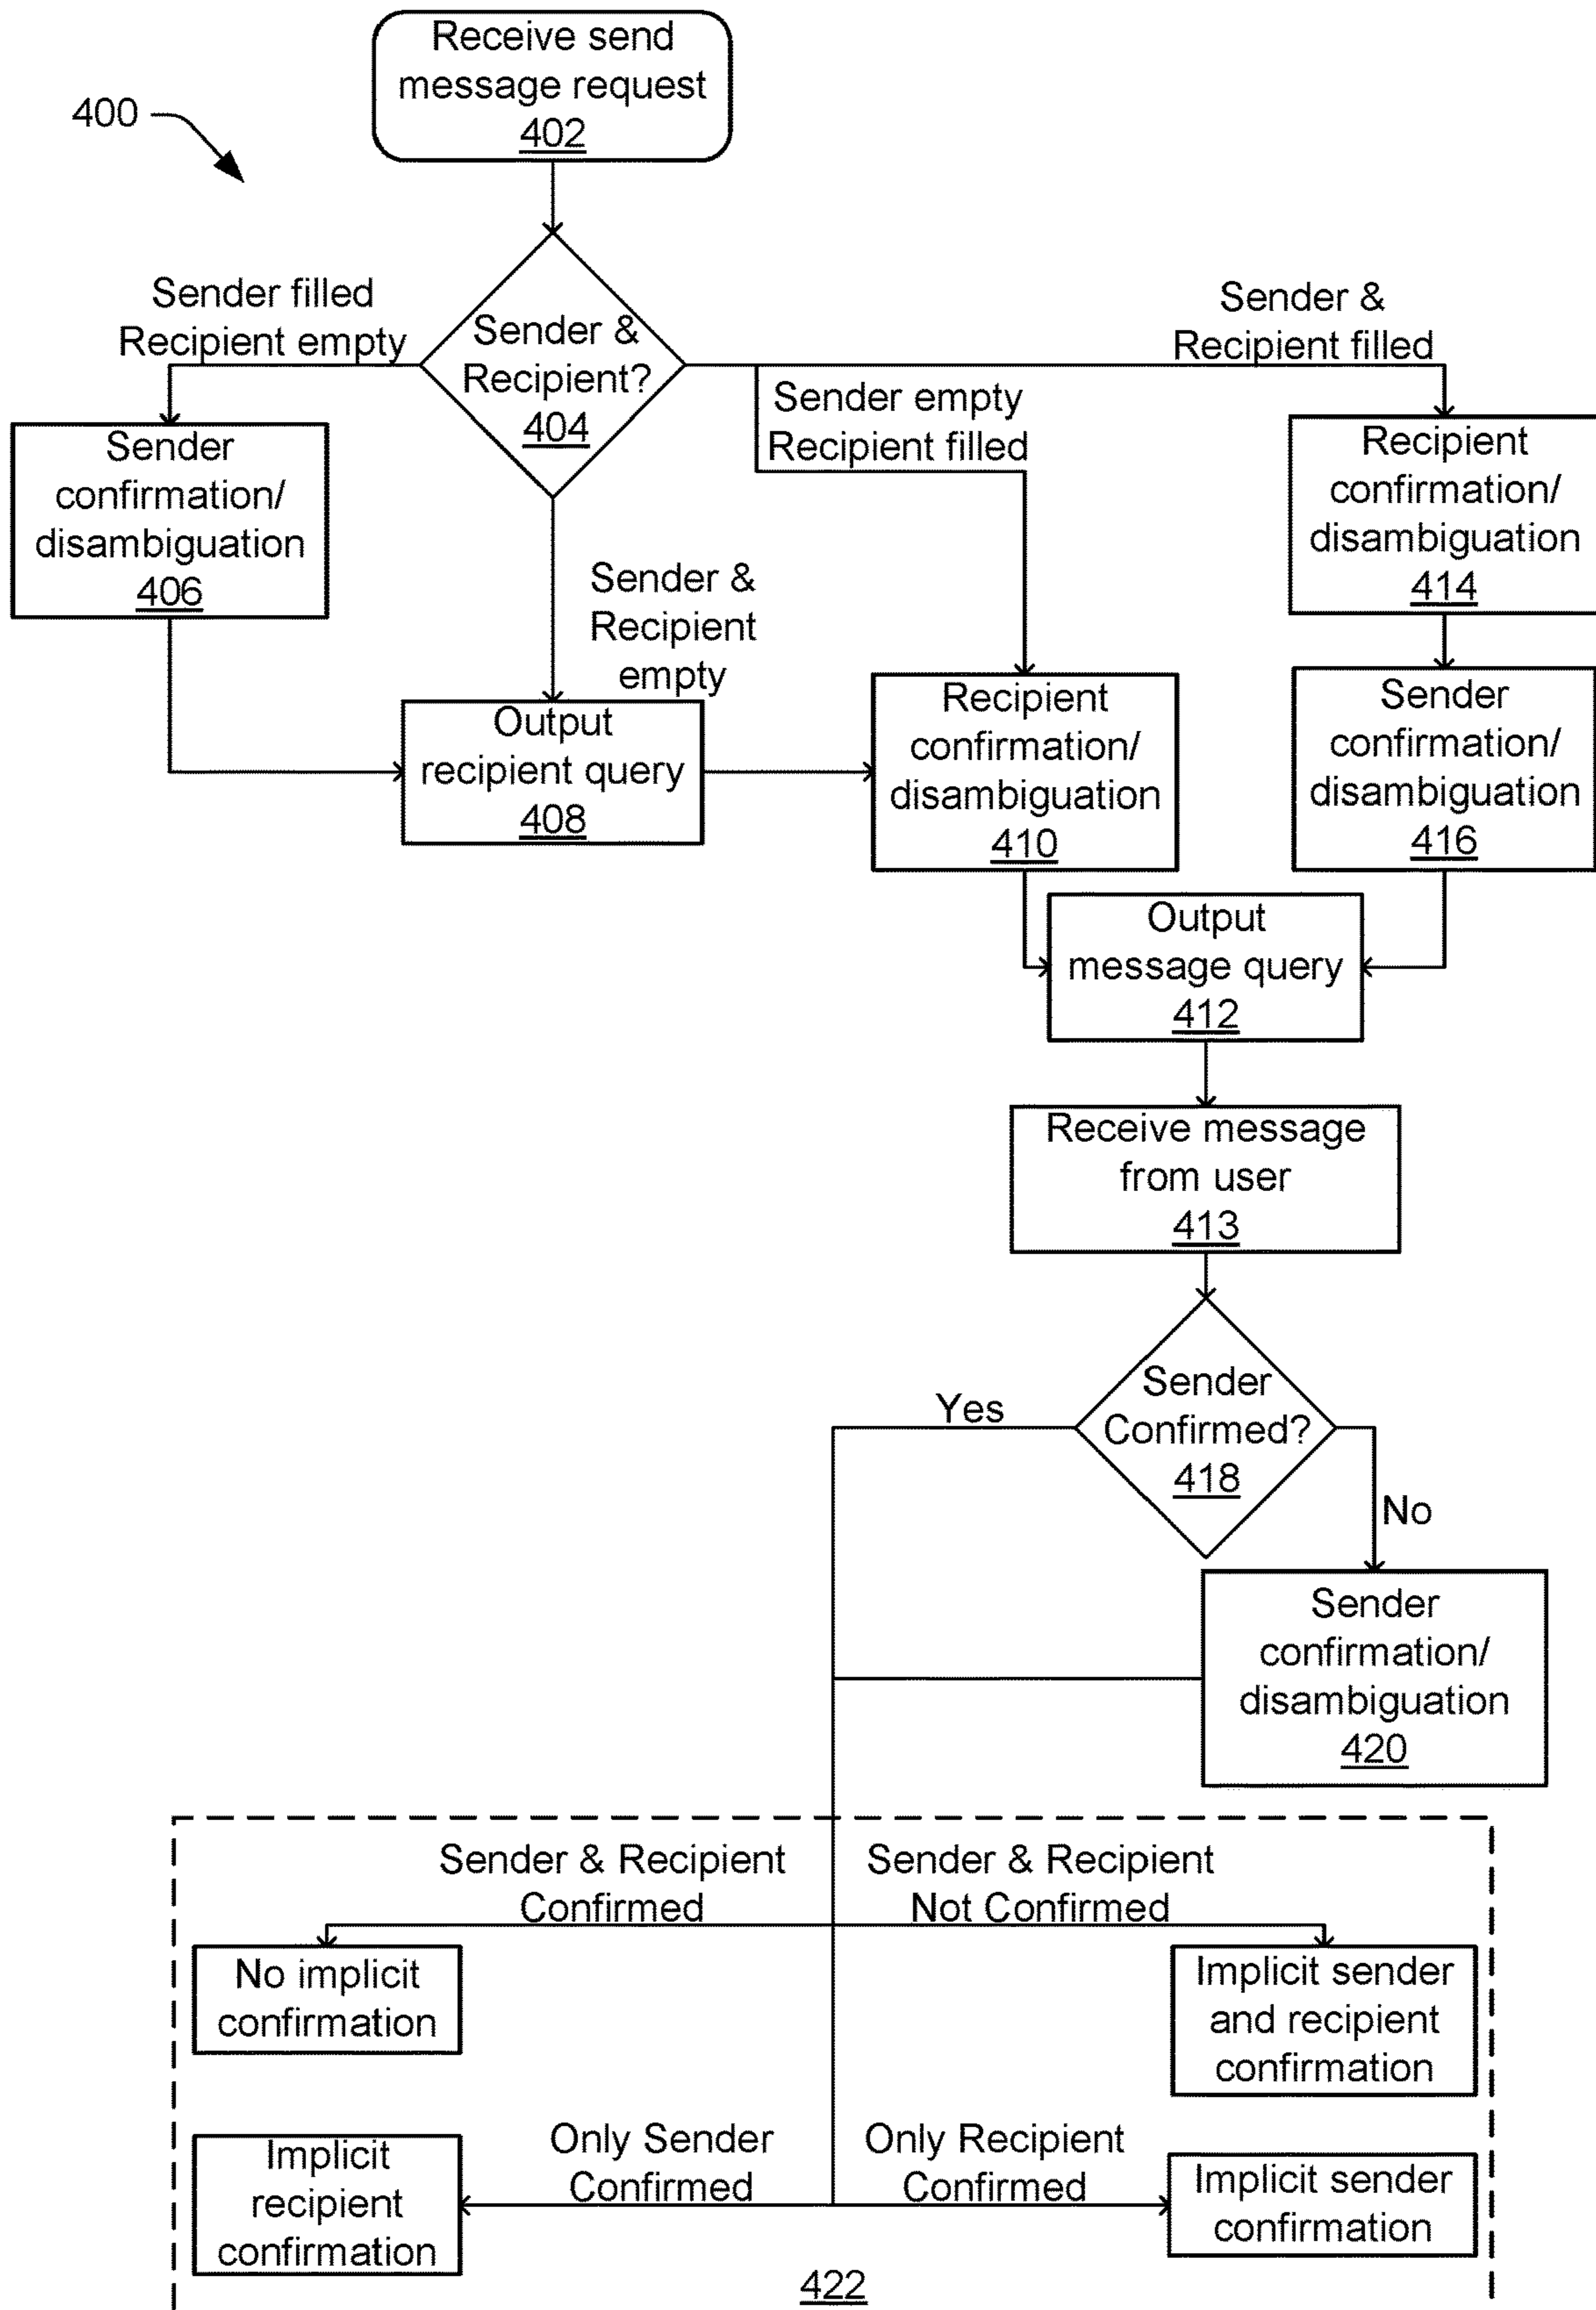 Receive send
message request
402
400
Sender filled
Recipient empty
Sender &
Recipient?
404
Sender &
Recipient filled
Sender empty
Recipient filled
Sender
confirmation/
disambiguation
406
Recipient
confirmation/
disambiguation
414
Sender &
Recipient
empty
Output
recipient query
408
Recipient
confirmation/
disambiguation
410
Sender
confirmation/
disambiguation
416
Output
message query
412
Receive message
from user
413
Sender
Confirmed?
418
Yes
No
Sender
confirmation/
disambiguation
420
Sender & Recipient
Confirmed
Sender & Recipient
Not Confirmed
No implicit
confirmation
Implicit sender
and recipient
confirmation
Only Sender
Confirmed
Only Recipient
Confirmed
Implicit
recipient
confirmation
Implicit sender
confirmation
422